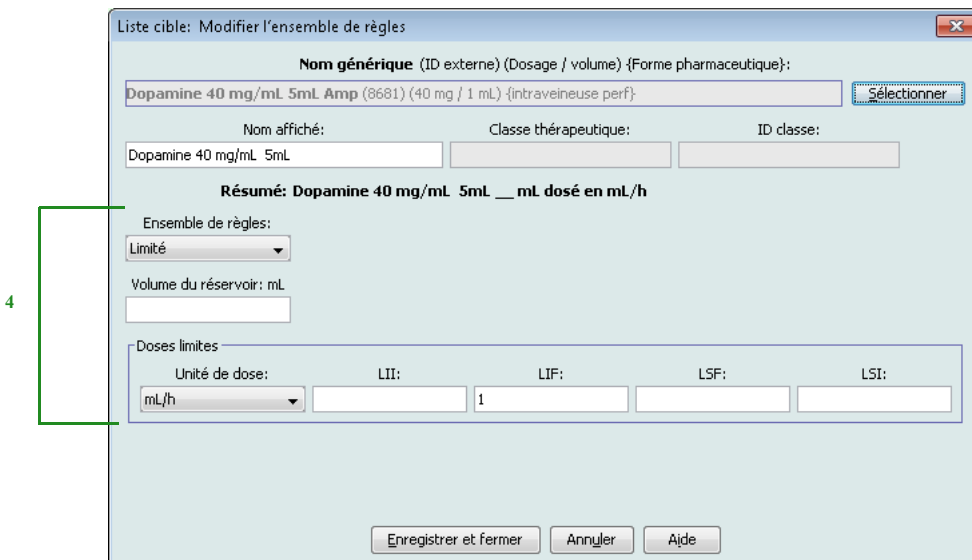 Liste cible: Modifier l'ensemble de règles
Nom générique (ID externe) (Dosage / volume) {Forme pharmaceutique}:
Dopamine 40 mg/mL 5mL Amp (8681) (40 mg / 1 mL) {intraveineuse perf}
Sélectionner
Nom affiché: Classe thérapeutique: ID classe:
Dopamine 40 mg/mL 5mL
Résumé: Dopamine 40 mg/mL 5mL __ mL dosé en mL/h
Ensemble de règles:
Limité
4
Volume du réservoir: mL
Doses limites
Unité de dose: LII: LIF: LSF: LSI:
mL/h 1
Enregistrer et fermer Annuler Aide